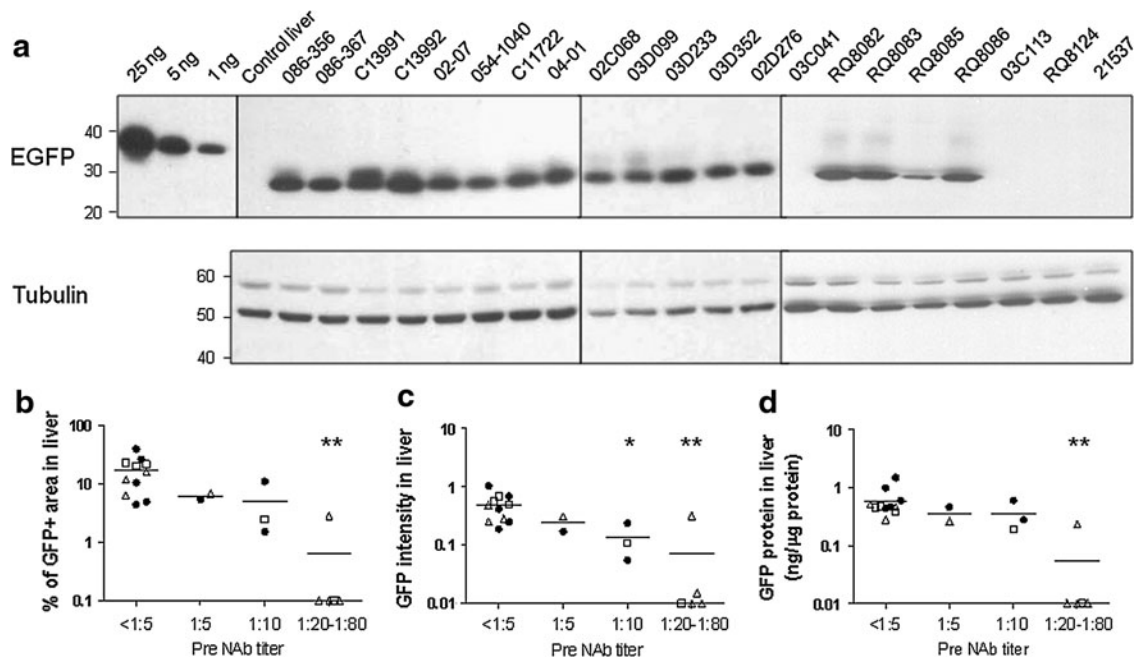 a
25 ng 5 ng 1 ng Control liver 086-356 086-367 C13991 C13992 02-07 054-1040 C11722 04-01 02C068 03D099 03D233 03D352 02D276 03C041 RQ8082 RQ8083 RQ8085 RQ8086 03C113 RQ8124 21537
EGFP
40
30
20
Tubulin
60
50
40
b
% of GFP+ area in liver
100
10
1
0.1
**
<1:5 1:5 1:10 1:20-1:80
Pre NAb titer
c
GFP intensity in liver
10
1
0.1
0.01
* **
<1:5 1:5 1:10 1:20-1:80
Pre NAb titer
d
GFP protein in liver
(ng/µg protein)
10
1
0.1
0.01
**
<1:5 1:5 1:10 1:20-1:80
Pre NAb titer